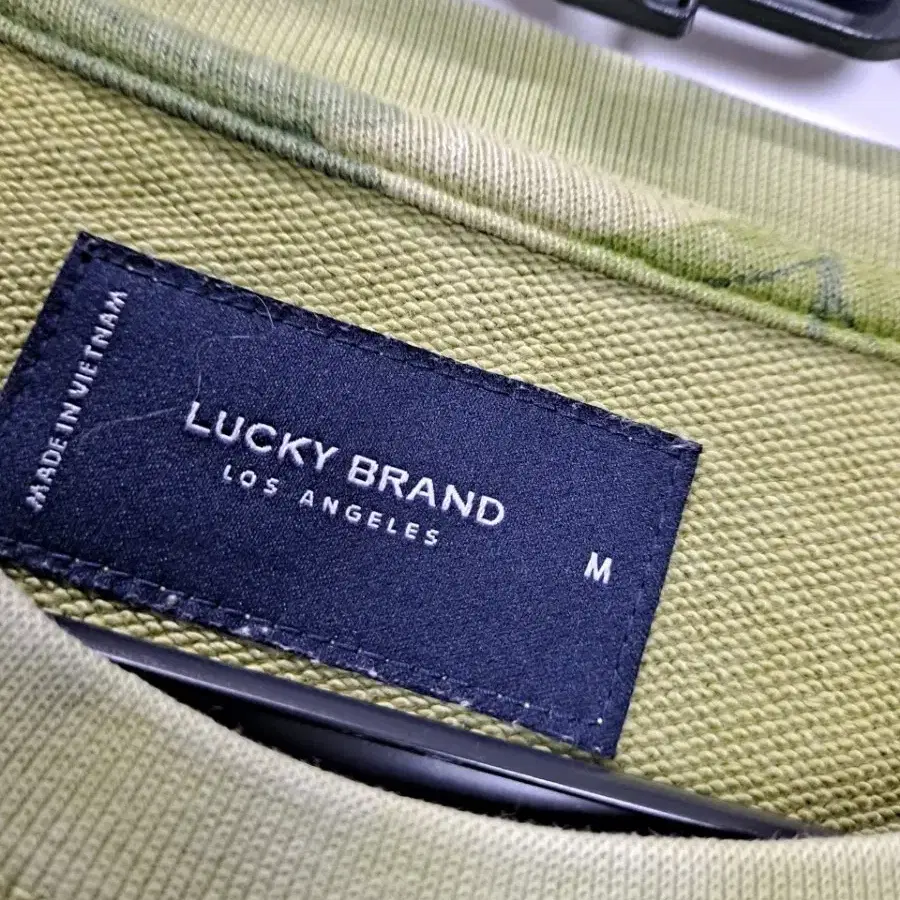 MADE IN VIETNAM
LUCKY BRAND
LOS ANGELES
M